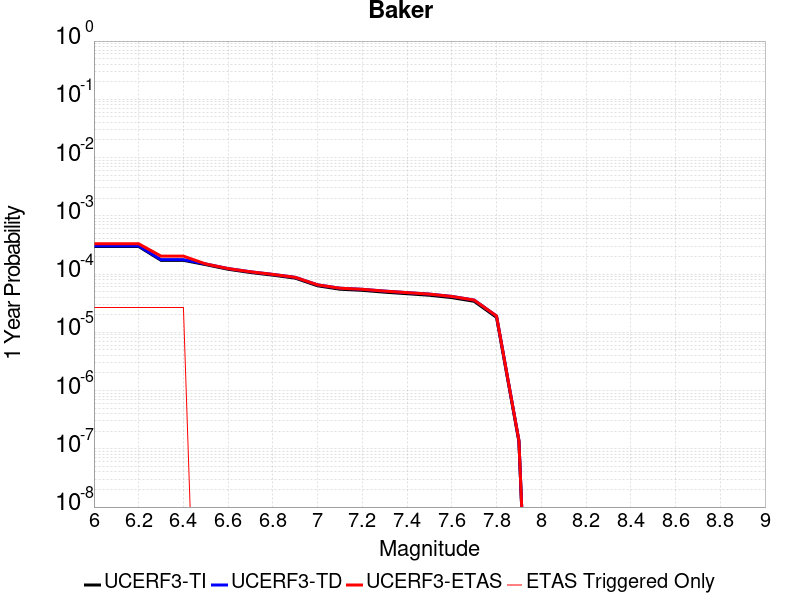 Baker
10^0
10^-1
10^-2
10^-3
10^-4
10^-5
10^-6
10^-7
10^-8
1 Year Probability
6 6.2 6.4 6.6 6.8 7 7.2 7.4 7.6 7.8 8 8.2 8.4 8.6 8.8 9
Magnitude
UCERF3-TI UCERF3-TD UCERF3-ETAS ETAS Triggered Only